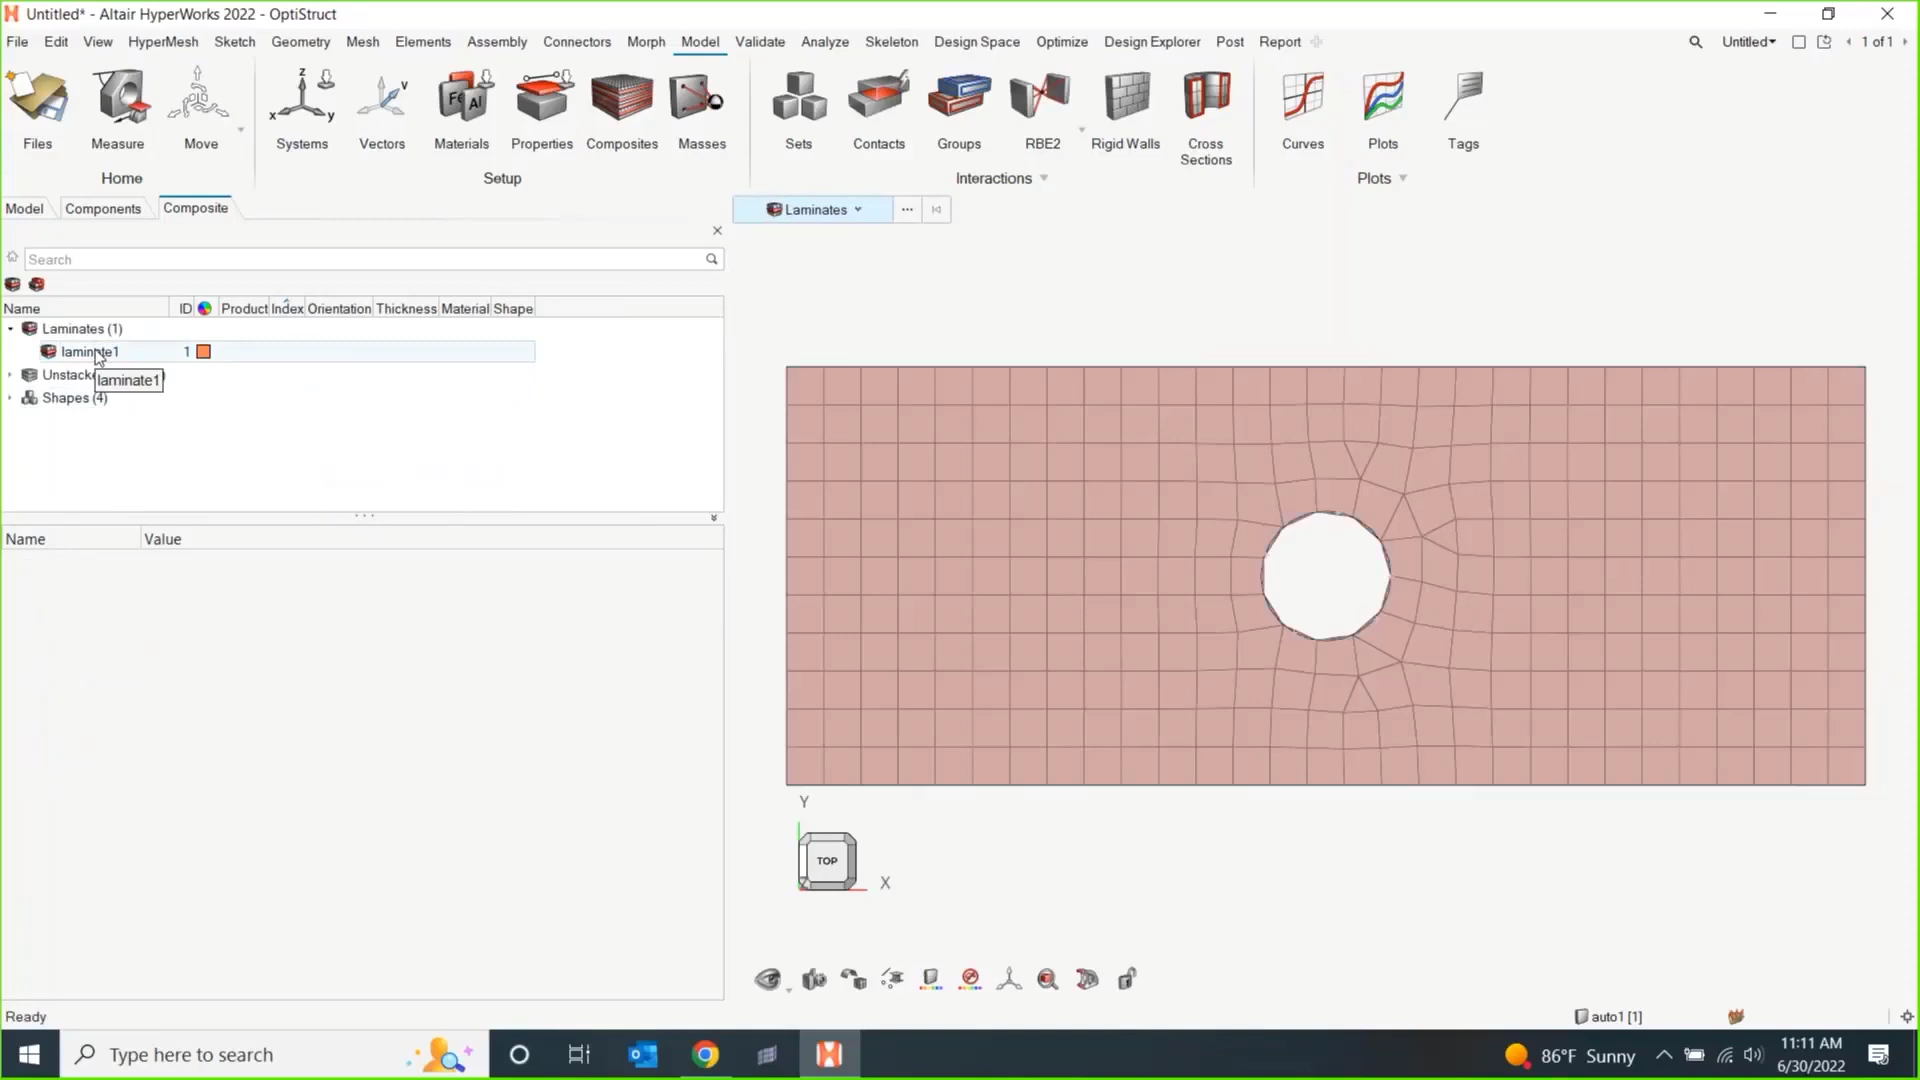 Untitled* - Altair HyperWorks 2022 - OptiStruct
File Edit View HyperMesh Sketch Geometry Mesh Elements Assembly Connectors Morph Model Validate Analyze Skeleton Design Space Optimize Design Explorer Post Report Untitled 1 of 1
Files Measure Move Systems Vectors Materials Properties Composites Masses Sets Contacts Groups RBE2 Rigid Walls Cross Sections Curves Plots Tags
Home Setup Interactions Plots
Model Components Composite
Laminates
Search
Name ID Product Index Orientation Thickness Material Shape
Laminates (1)
laminate1 1
laminate1
Shapes (4)
Name Value
Y
TOP
X
Ready
auto1 [1]
Type here to search
86°F Sunny
11:11 AM
6/30/2022